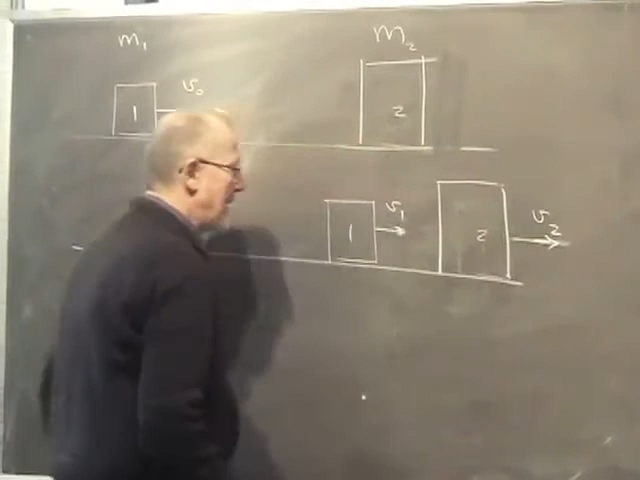 m₁ m₂
v₀
1 2
v₁ v₂
1 2